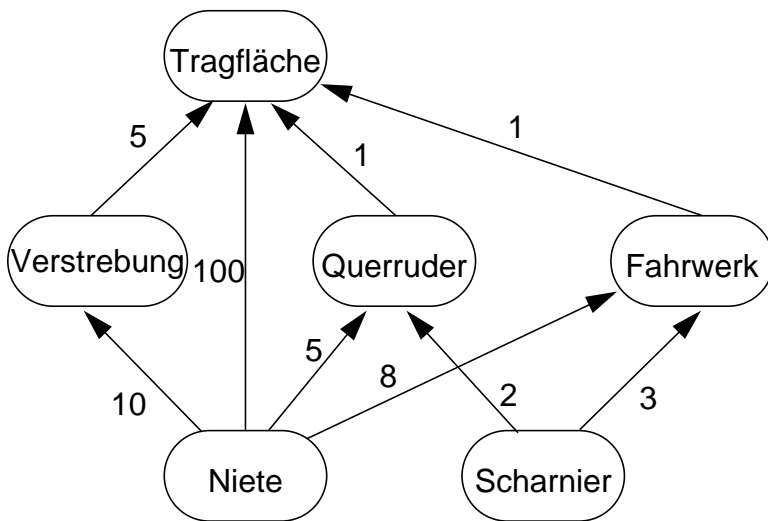 Tragfläche
5
1
1
Verstrebung
100
Querruder
Fahrwerk
10
5
8
2
3
Niete
Scharnier